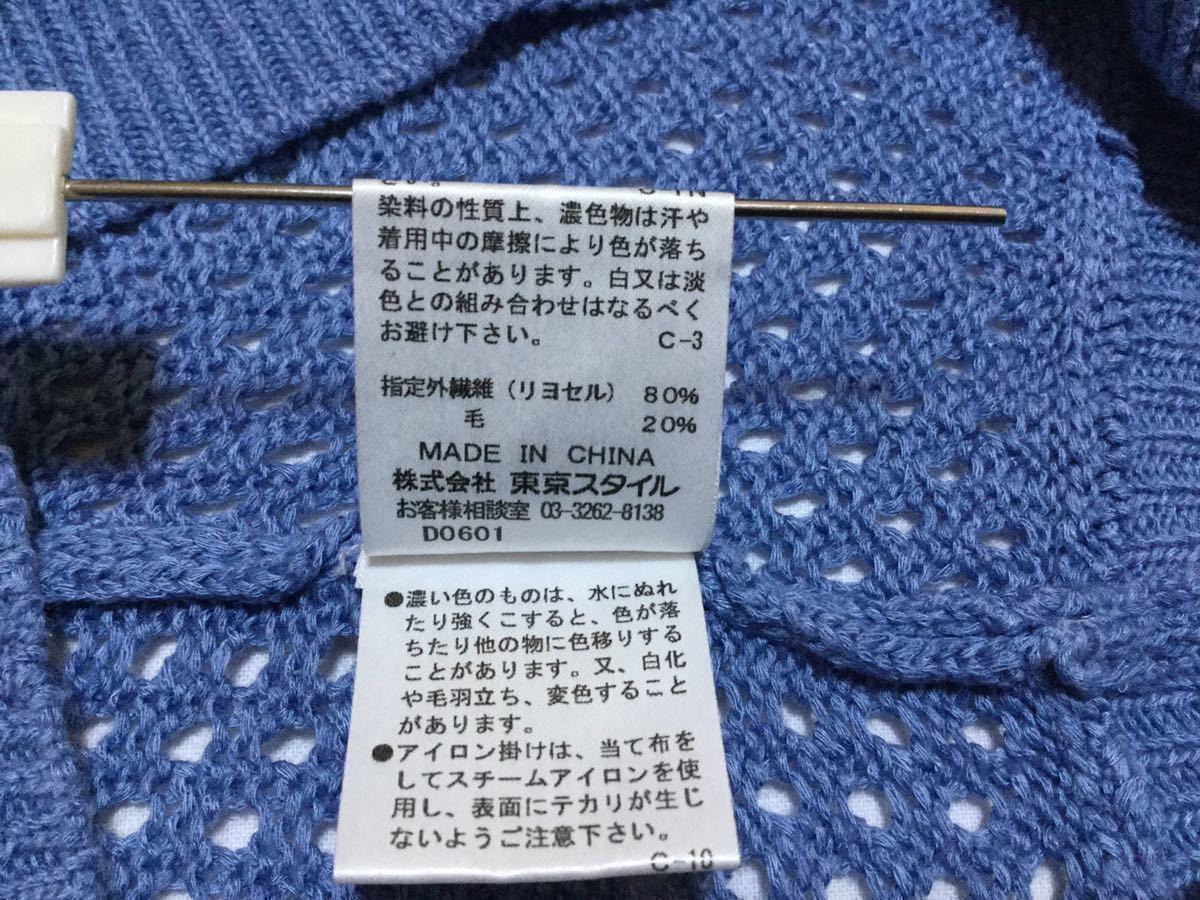 染料の性質上、濃色物は汗や
着用中の摩擦により色が落ち
ることがあります。白又は淡
色との組み合わせはなるべく
お避け下さい。 C-3
指定外繊維(リヨセル) 80%
毛 20%
MADE IN CHINA
株式会社 東京スタイル
お客様相談室 03-3262-8138
D0601
●濃い色のものは、水にぬれ
たり強くこすると、色が落
ちたり他の物に色移りする
ことがあります。又、白化
や毛羽立ち、変色すること
があります。
●アイロン掛けは、当て布を
してスチームアイロンを使
用し、表面にテカリが生じ
ないようご注意下さい。
C-10